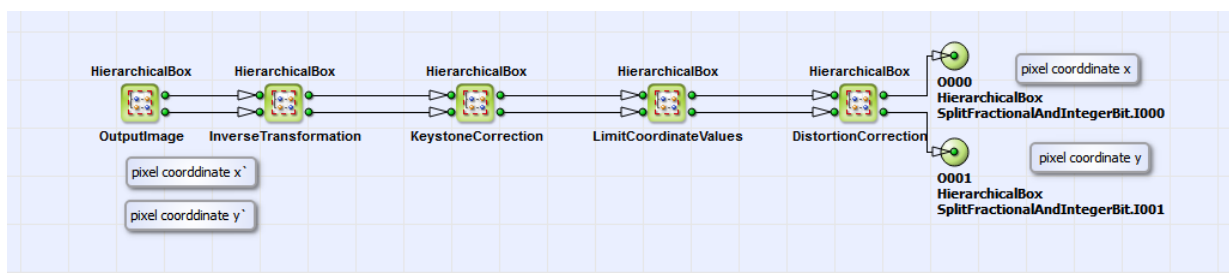 HierarchicalBox
OutputImage
HierarchicalBox
InverseTransformation
HierarchicalBox
KeystoneCorrection
HierarchicalBox
LimitCoordinateValues
HierarchicalBox
DistortionCorrection
O000
HierarchicalBox
SplitFractionalAndIntegerBit.I000
pixel coorddinate x
O001
HierarchicalBox
SplitFractionalAndIntegerBit.I001
pixel coordinate y
pixel coorddinate x`
pixel coorddinate y`